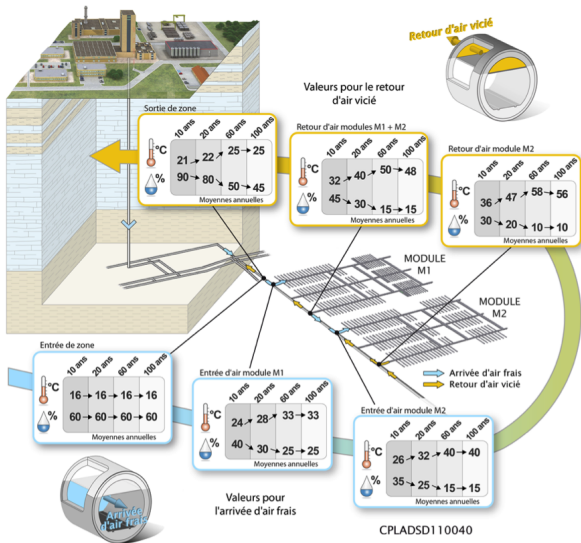 Retour d'air vicié
Valeurs pour le retour
d'air vicié
Sortie de zone
10 ans 20 ans 60 ans 100 ans
°C 21 22 25 25
% 90 80 50 45
Moyennes annuelles
Retour d'air modules M1 + M2
10 ans 20 ans 60 ans 100 ans
°C 32 40 50 48
% 45 30 15 15
Moyennes annuelles
Retour d'air module M2
10 ans 20 ans 60 ans 100 ans
°C 36 47 58 56
% 30 20 10 10
Moyennes annuelles
MODULE
M1
MODULE
M2
Arrivée d'air frais
Retour d'air vicié
Entrée de zone
10 ans 20 ans 60 ans 100 ans
°C 16 16 16 16
% 60 60 60 60
Moyennes annuelles
Entrée d'air module M1
10 ans 20 ans 60 ans 100 ans
°C 24 28 33 33
% 40 30 25 25
Moyennes annuelles
Entrée d'air module M2
10 ans 20 ans 60 ans 100 ans
°C 26 32 40 40
% 35 25 15 15
Moyennes annuelles
Arrivée
d'air frais
Valeurs pour
l'arrivée d'air frais
CPLADSD110040